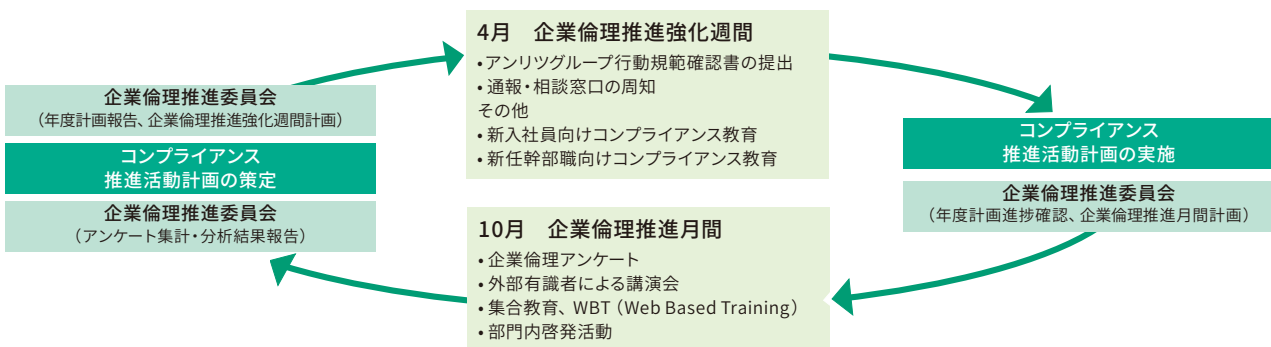 4月　企業倫理推進強化週間
•アンリツグループ行動規範確認書の提出
•通報・相談窓口の周知
その他
•新入社員向けコンプライアンス教育
•新任幹部職向けコンプライアンス教育
企業倫理推進委員会
（年度計画報告、企業倫理推進強化週間計画）
コンプライアンス
推進活動計画の策定
企業倫理推進委員会
（アンケート集計・分析結果報告）
コンプライアンス
推進活動計画の実施
企業倫理推進委員会
（年度計画進捗確認、企業倫理推進月間計画）
10月　企業倫理推進月間
•企業倫理アンケート
•外部有識者による講演会
•集合教育、WBT（Web Based Training）
•部門内啓発活動